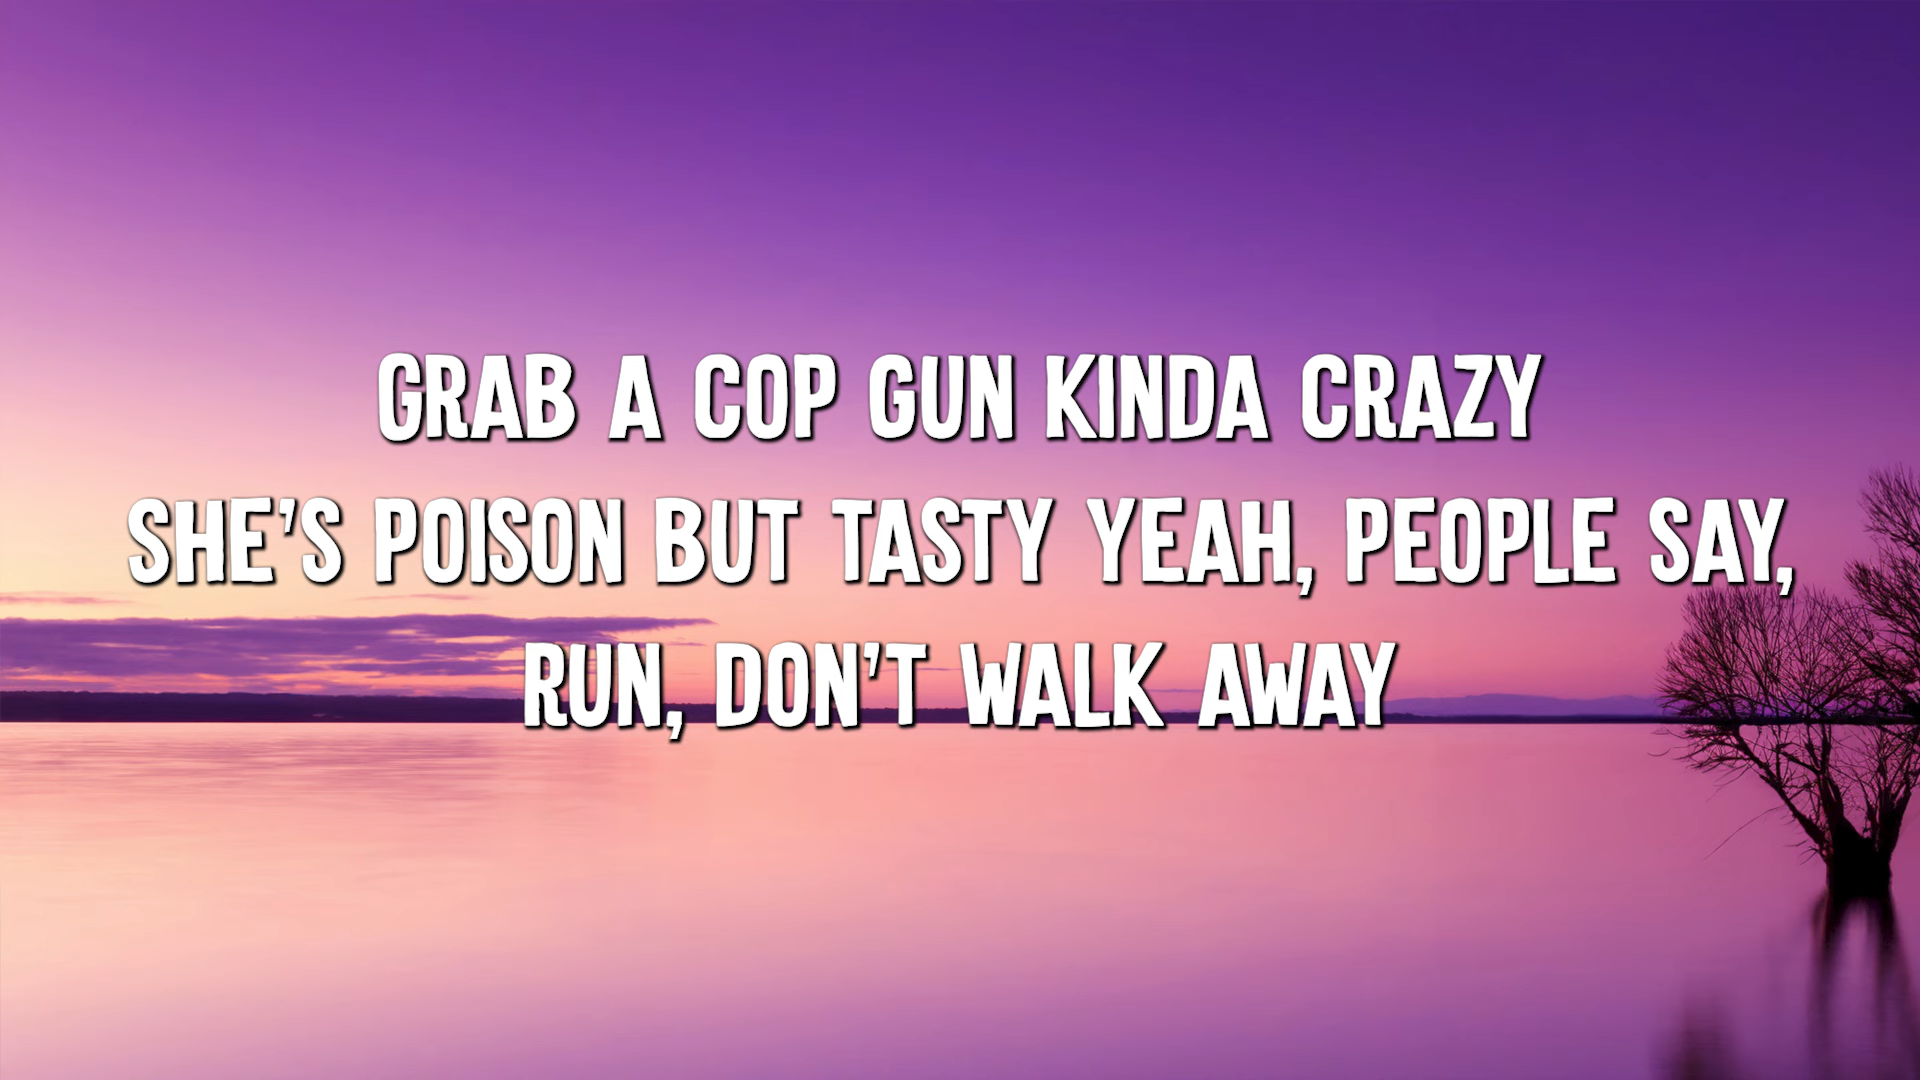 GRAB A COP GUN KINDA CRAZY
SHE'S POISON BUT TASTY YEAH, PEOPLE SAY,
RUN, DON'T WALK AWAY